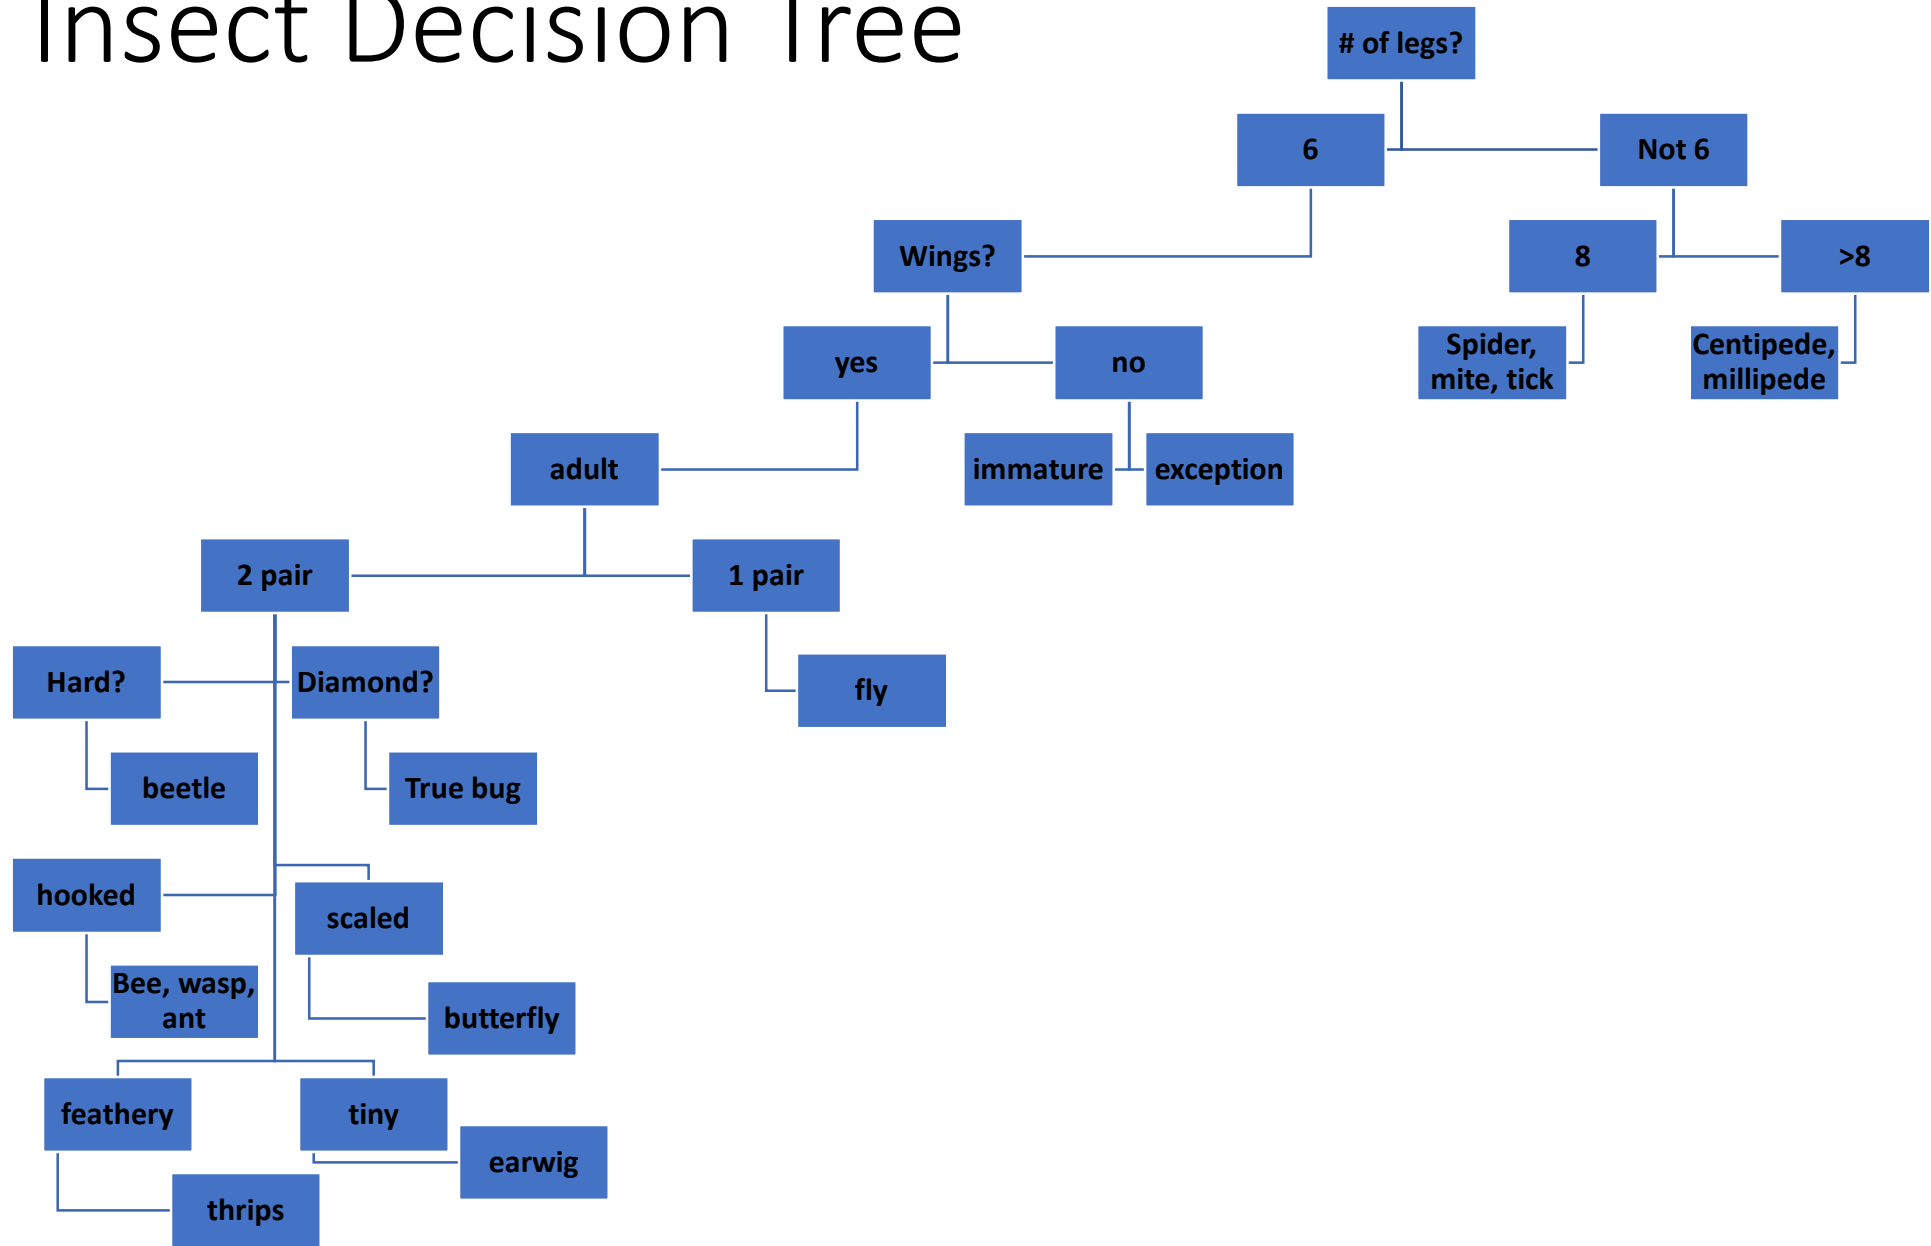 Insect Decision Tree
# of legs?
6
Not 6
Wings?
8
>8
yes
no
Spider,
mite, tick
Centipede,
millipede
adult
immature
exception
2 pair
1 pair
Hard?
Diamond?
fly
beetle
True bug
hooked
scaled
Bee, wasp,
ant
butterfly
feathery
tiny
earwig
thrips